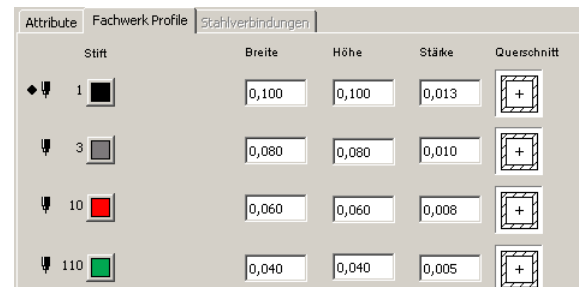 Attribute Fachwerk Profile Stahlverbindungen
Stift Breite Höhe Stärke Querschnitt
1 0,100 0,100 0,013
3 0,080 0,080 0,010
10 0,060 0,060 0,008
110 0,040 0,040 0,005